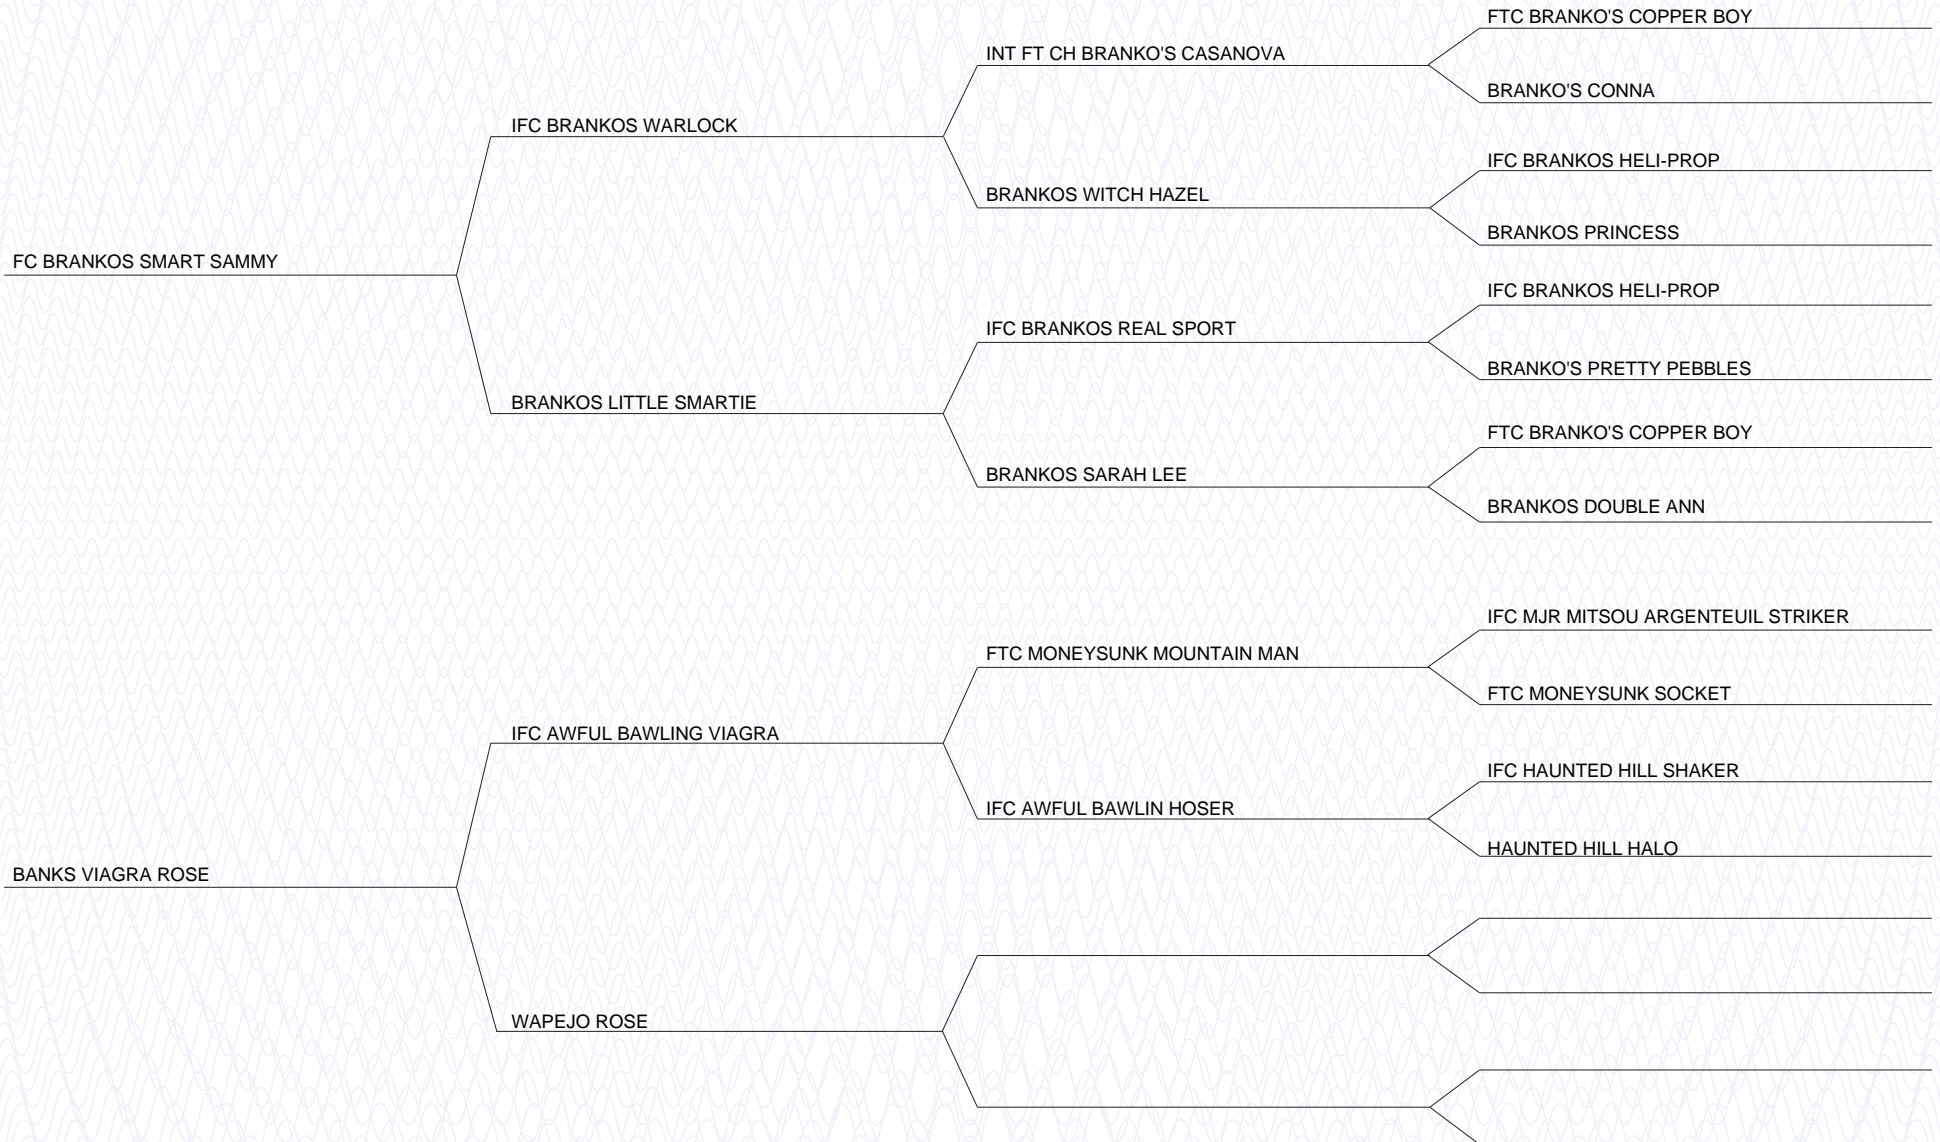 FTC BRANKO'S COPPER BOY
INT FT CH BRANKO'S CASANOVA
BRANKO'S CONNA
IFC BRANKOS WARLOCK
IFC BRANKOS HELI-PROP
BRANKOS WITCH HAZEL
BRANKOS PRINCESS
FC BRANKOS SMART SAMMY
IFC BRANKOS HELI-PROP
IFC BRANKOS REAL SPORT
BRANKO'S PRETTY PEBBLES
BRANKOS LITTLE SMARTIE
FTC BRANKO'S COPPER BOY
BRANKOS SARAH LEE
BRANKOS DOUBLE ANN
IFC MJR MITSOU ARGENTEUIL STRIKER
FTC MONEYSUNK MOUNTAIN MAN
FTC MONEYSUNK SOCKET
IFC AWFUL BAWLING VIAGRA
IFC HAUNTED HILL SHAKER
IFC AWFUL BAWLIN HOSER
HAUNTED HILL HALO
BANKS VIAGRA ROSE
WAPEJO ROSE